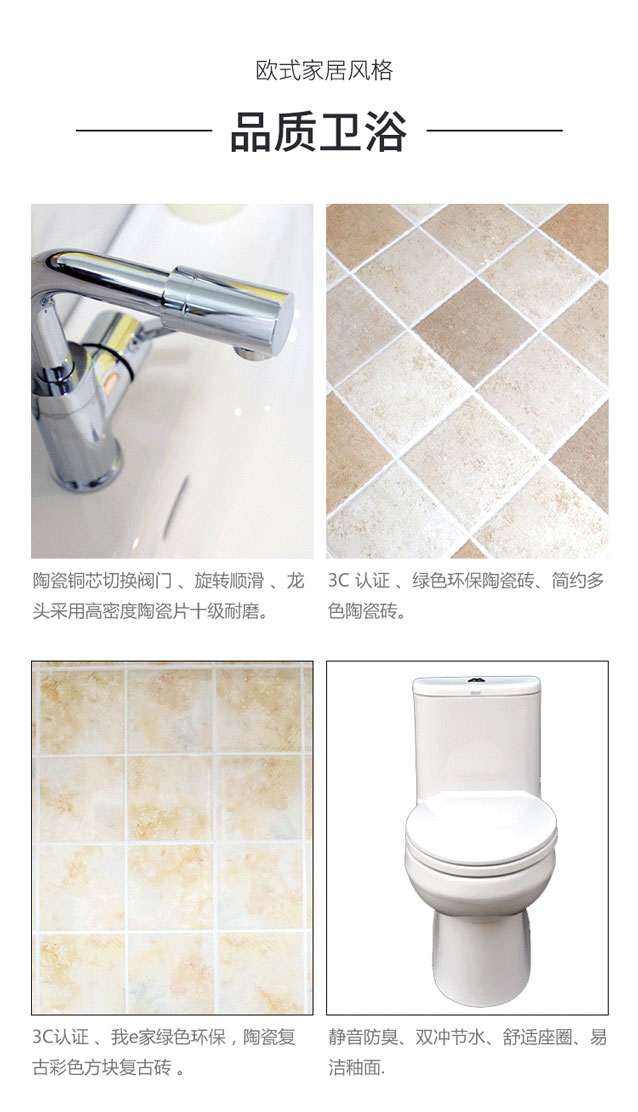 欧式家居风格
品质卫浴
陶瓷铜芯切换阀门 、旋转顺滑 、龙
头采用高密度陶瓷片十级耐磨。
3C 认证 、绿色环保陶瓷砖、简约多
色陶瓷砖。
3C认证 、我e家绿色环保，陶瓷复
古彩色方块复古砖 。
静音防臭、双冲节水、舒适座圈、易
洁釉面.